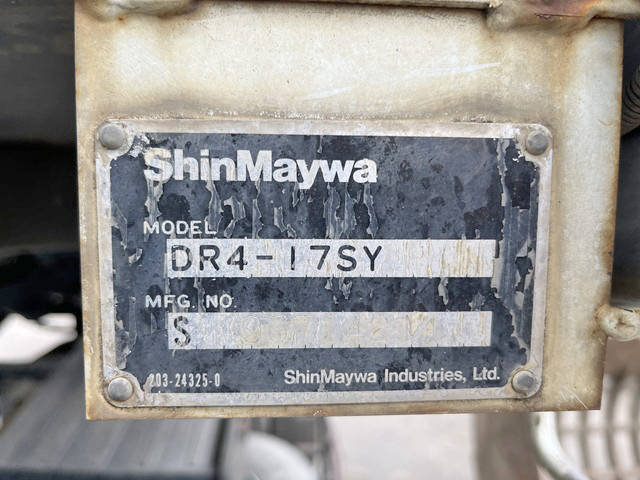 ShinMaywa
MODEL
DR4-17SY
MFG. NO.
S
203-24325-0
ShinMaywa Industries, Ltd.